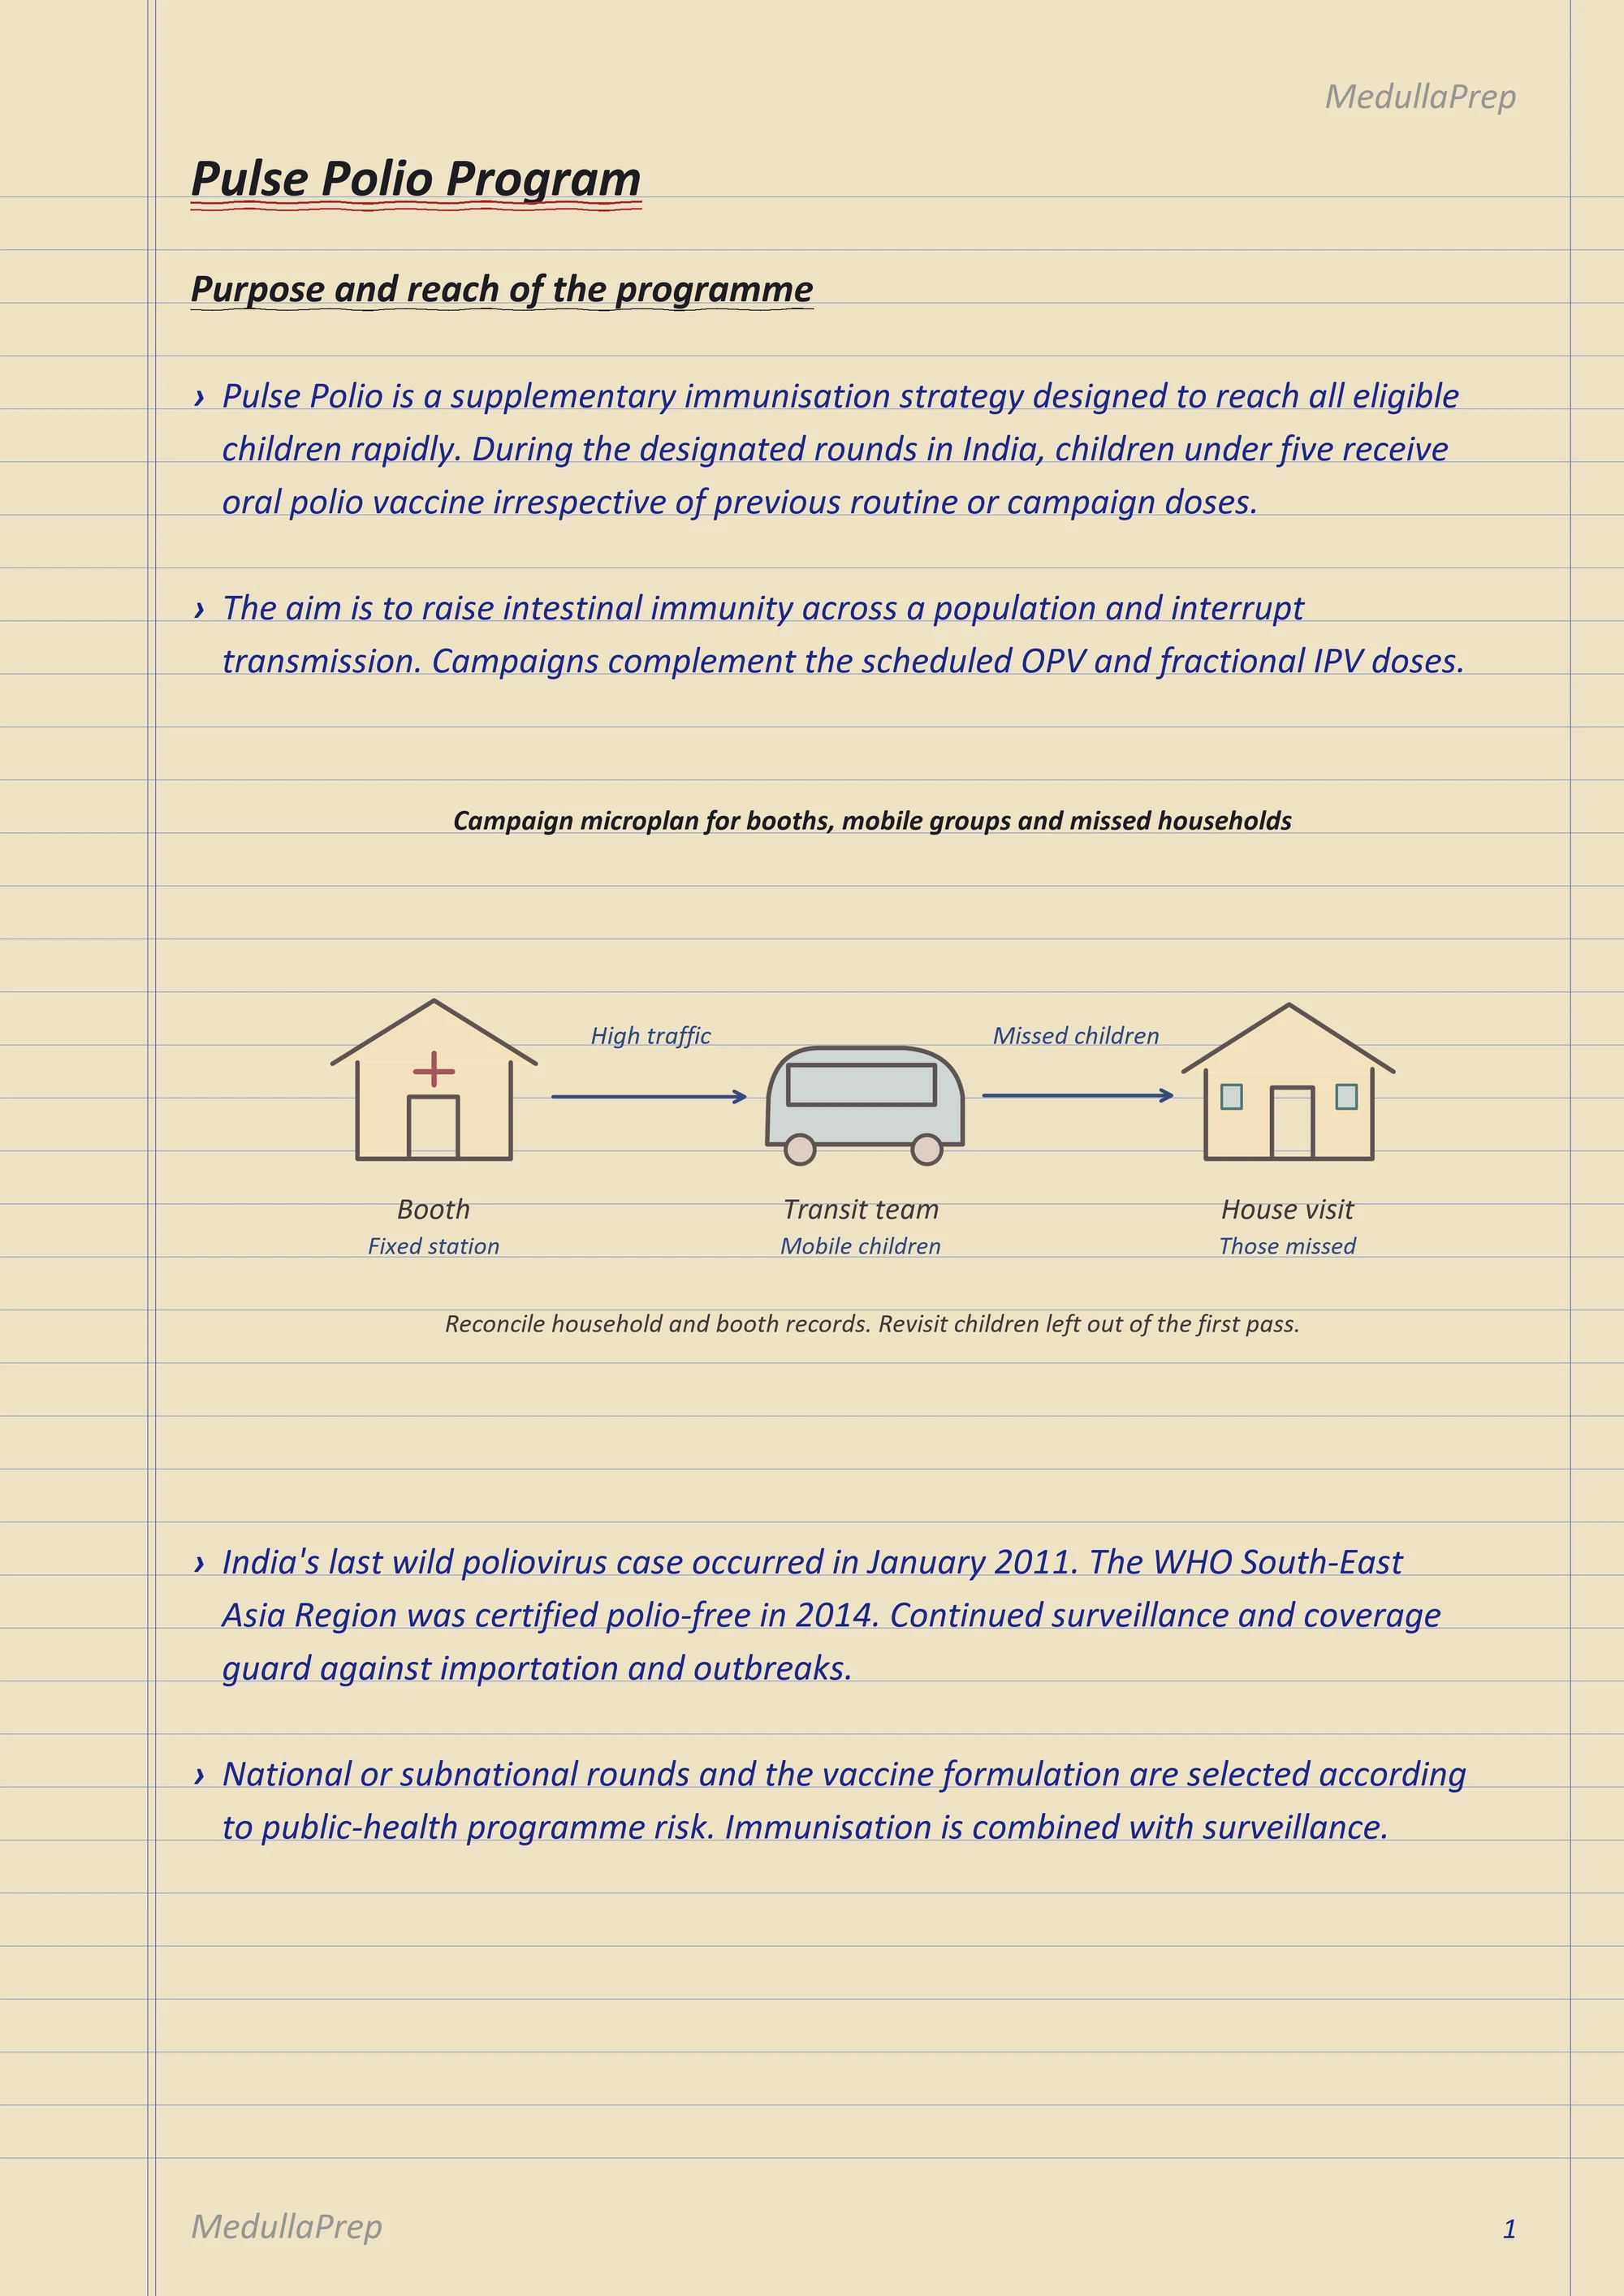 MedullaPrep
Pulse Polio Program
Purpose and reach of the programme
› Pulse Polio is a supplementary immunisation strategy designed to reach all eligible
children rapidly. During the designated rounds in India, children under five receive
oral polio vaccine irrespective of previous routine or campaign doses.
› The aim is to raise intestinal immunity across a population and interrupt
transmission. Campaigns complement the scheduled OPV and fractional IPV doses.
Campaign microplan for booths, mobile groups and missed households
High traffic
Missed children
Booth
Fixed station
Transit team
Mobile children
House visit
Those missed
Reconcile household and booth records. Revisit children left out of the first pass.
› India's last wild poliovirus case occurred in January 2011. The WHO South-East
Asia Region was certified polio-free in 2014. Continued surveillance and coverage
guard against importation and outbreaks.
› National or subnational rounds and the vaccine formulation are selected according
to public-health programme risk. Immunisation is combined with surveillance.
MedullaPrep
1